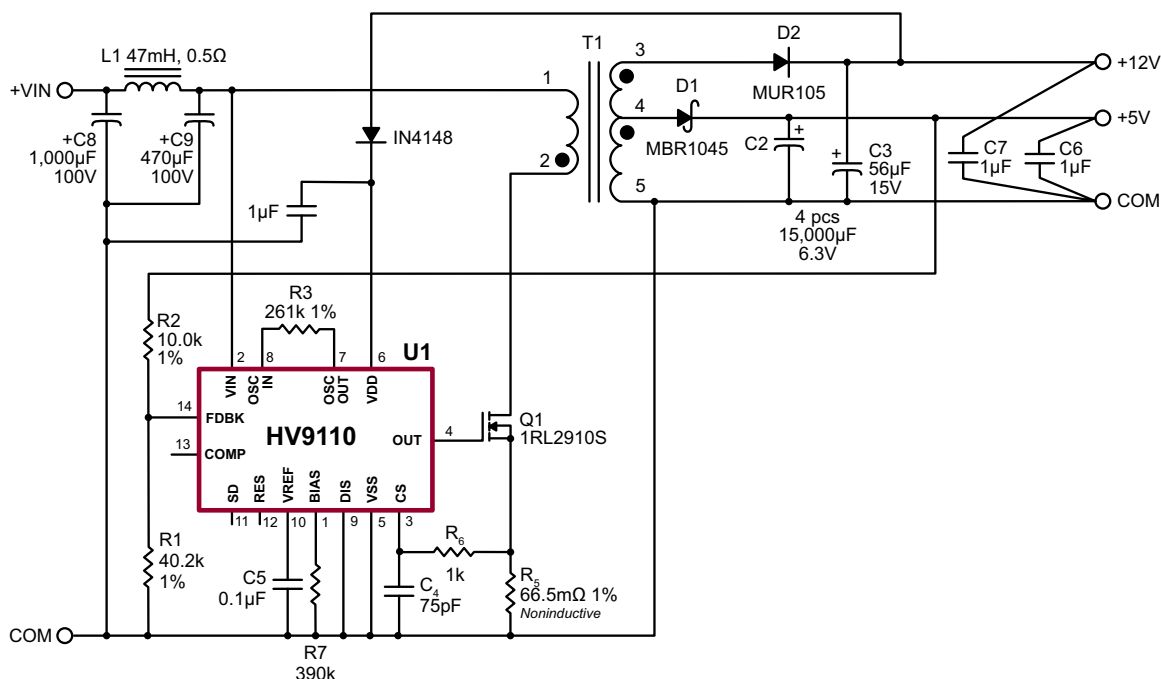 L1 47mH, 0.5Ω
+VIN
+C8
1,000µF
100V
+C9
470µF
100V
IN4148
1µF
T1
1
2
3
4
5
D2
MUR105
D1
MBR1045
C2
+
+
C3
56µF
15V
4 pcs
15,000µF
6.3V
C7
1µF
C6
1µF
+12V
+5V
COM
R3
261k 1%
R2
10.0k
1%
U1
2
8
7
6
VIN
OSC IN
OSC OUT
VDD
14
FDBK
13
COMP
HV9110
OUT
4
Q1
1RL2910S
SD
RES
VREF
BIAS
DIS
VSS
CS
11
12
10
1
9
5
3
R1
40.2k
1%
C5
0.1µF
R7
390k
C4
75pF
R6
1k
R5
66.5mΩ 1%
Noninductive
COM